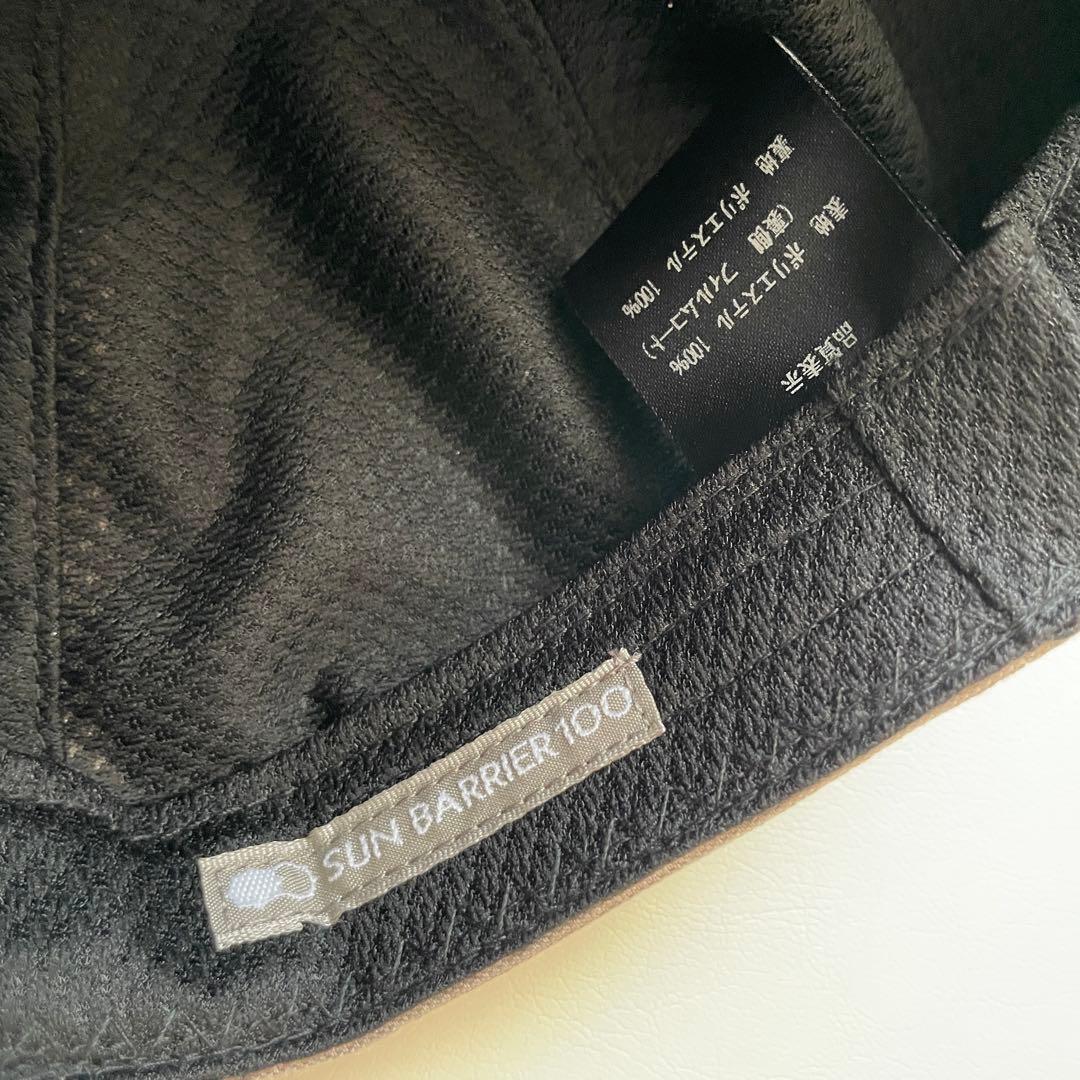 品質表示
表地 ポリエステル 100%
(裏側 フィルムコート)
裏地 ポリエステル 100%
SUN BARRIER 100